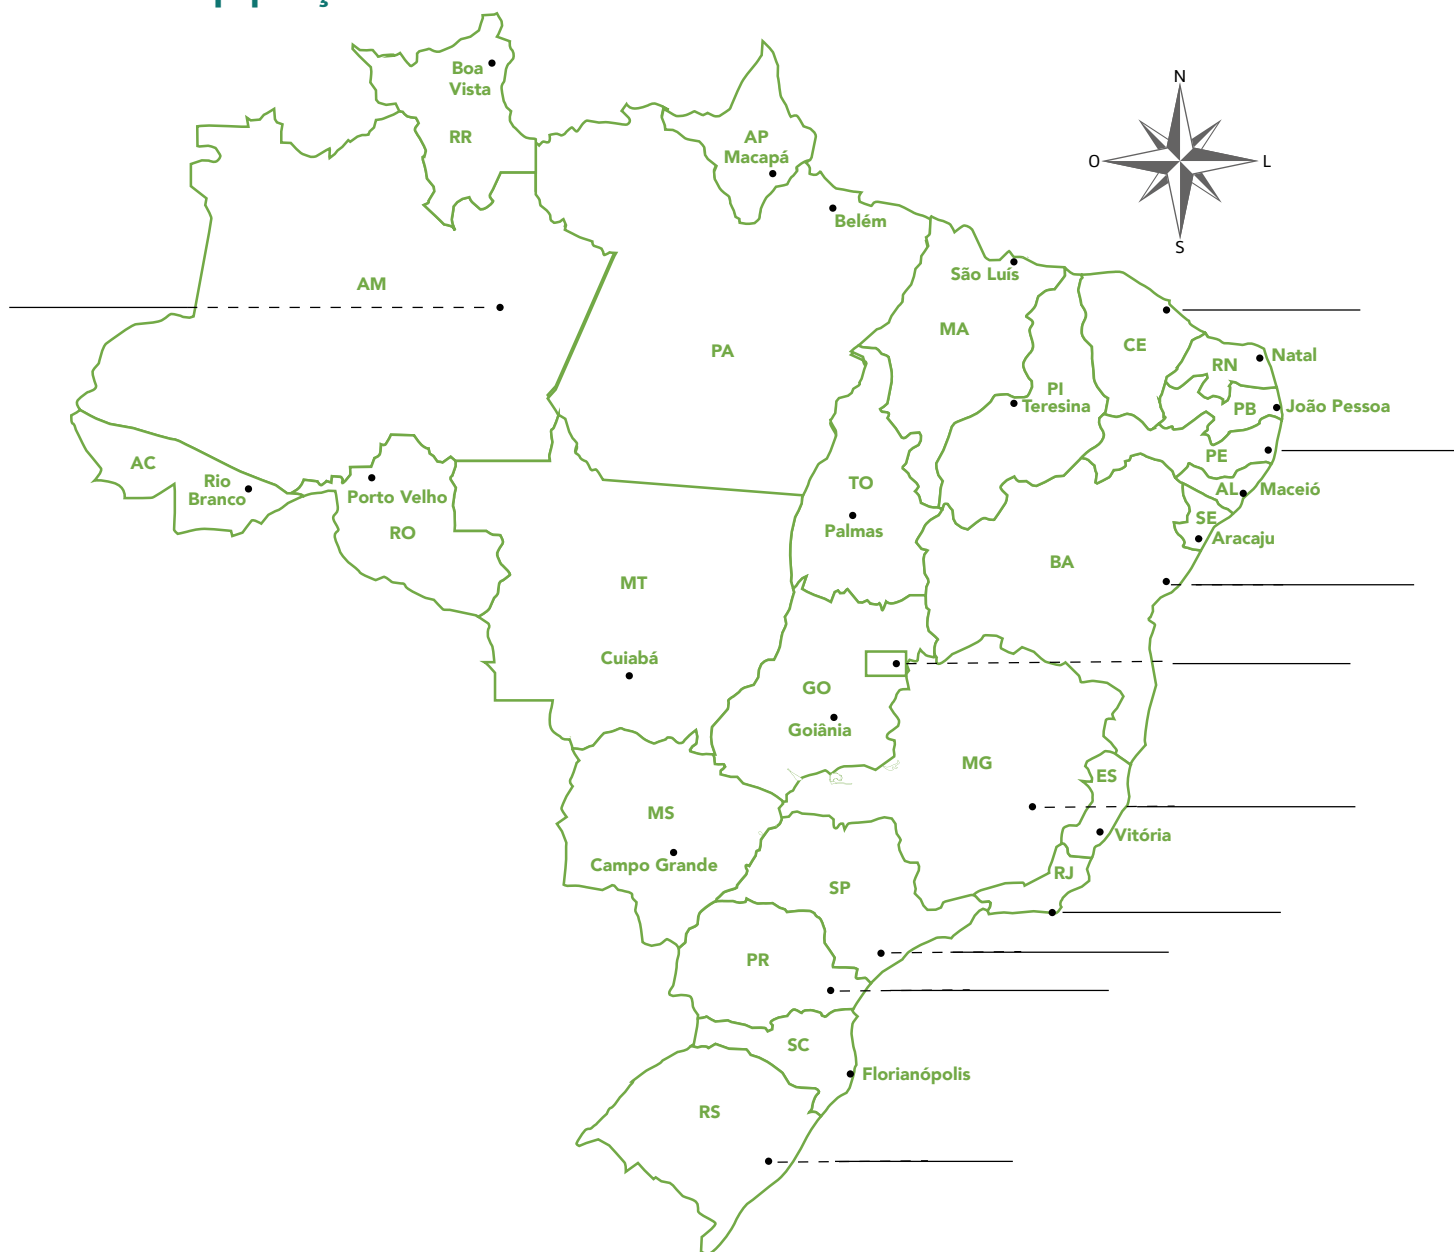 N
Boa
Vista
RR
AP
Macapá
O
L
Belém
S
São Luís
AM
MA
CE
PA
Natal
RN
PI
Teresina
João Pessoa
PB
PE
AC
Rio
Branco
Porto Velho
TO
AL
Maceió
SE
Palmas
RO
Aracaju
BA
MT
Cuiabá
GO
Goiânia
MG
ES
MS
Vitória
Campo Grande
RJ
SP
PR
SC
Florianópolis
RS